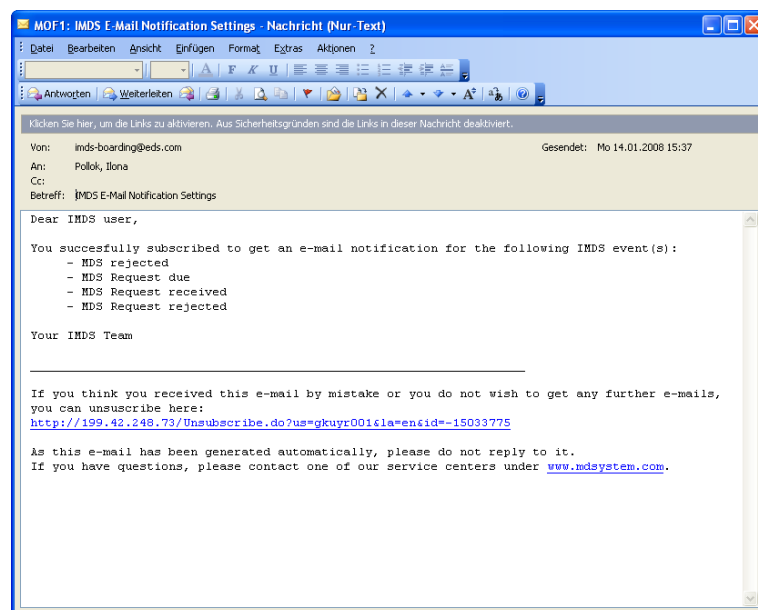 MOF1: IMDS E-Mail Notification Settings - Nachricht (Nur-Text)
Datei Bearbeiten Ansicht Einfügen Format Extras Aktionen ?
A F K U
Antworten Weiterleiten
Klicken Sie hier, um die Links zu aktivieren. Aus Sicherheitsgründen sind die Links in dieser Nachricht deaktiviert.
Von: imds-boarding@eds.com Gesendet: Mo 14.01.2008 15:37
An: Pollok, Ilona
Cc:
Betreff: IMDS E-Mail Notification Settings
Dear IMDS user,
You succesfully subscribed to get an e-mail notification for the following IMDS event(s):
- MDS rejected
- MDS Request due
- MDS Request received
- MDS Request rejected
Your IMDS Team
If you think you received this e-mail by mistake or you do not wish to get any further e-mails,
you can unsuscribe here:
http://199.42.248.73/Unsubscribe.do?us=gkuyr001&la=en&id=-15033775
As this e-mail has been generated automatically, please do not reply to it.
If you have questions, please contact one of our service centers under www.mdsystem.com.